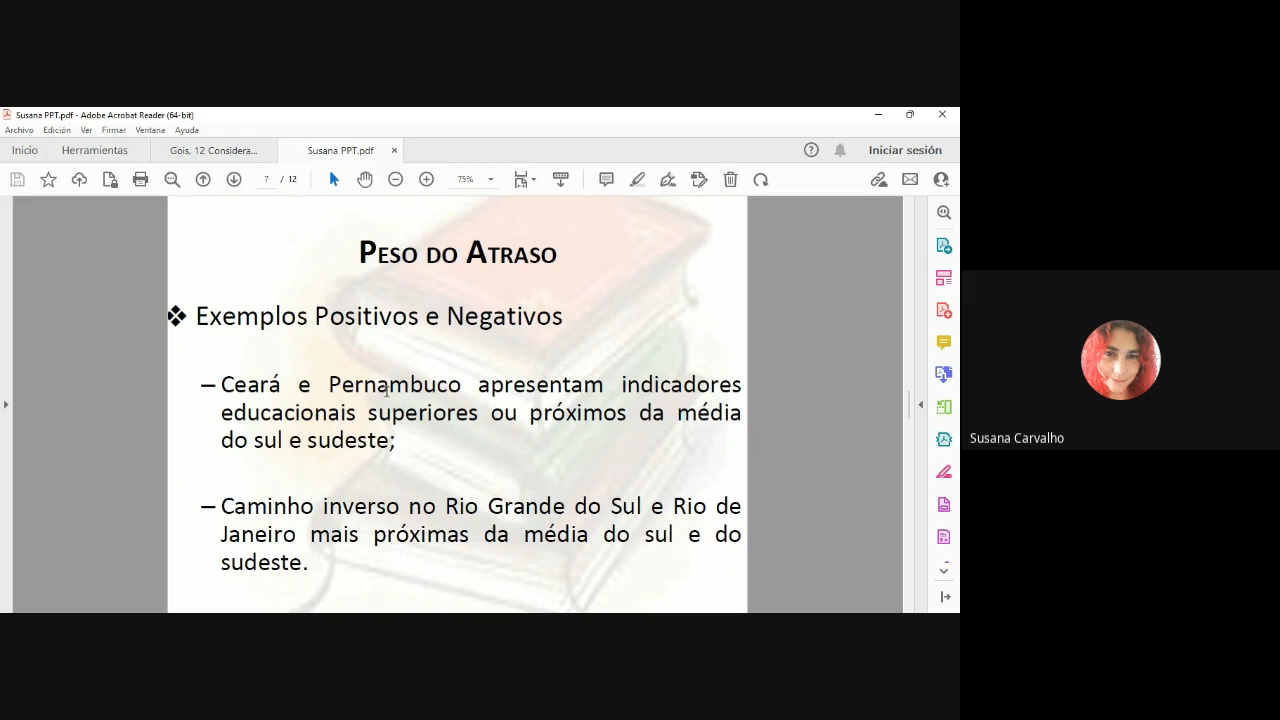 Susana PPT.pdf - Adobe Acrobat Reader (64-bit)
Archivo Edición Ver Firmar Ventana Ayuda
Inicio Herramientas Gois, 12 Considera... Susana PPT.pdf × Iniciar sesión
7 / 12 75%
PESO DO ATRASO
❖ Exemplos Positivos e Negativos
– Ceará e Pernambuco apresentam indicadores
educacionais superiores ou próximos da média
do sul e sudeste;
– Caminho inverso no Rio Grande do Sul e Rio de
Janeiro mais próximas da média do sul e do
sudeste.
Susana Carvalho